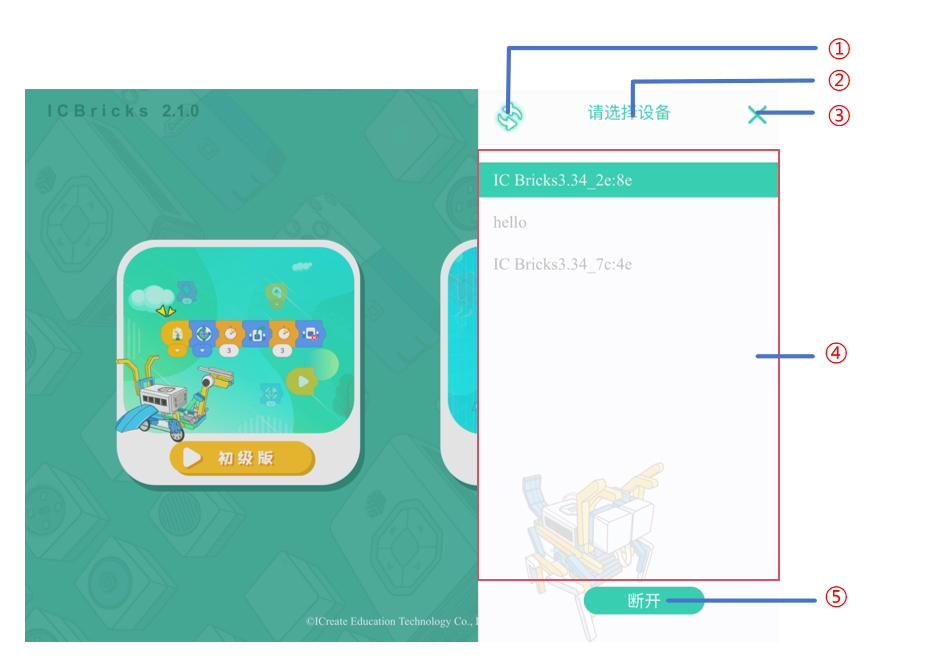 ①
②
ICBricks 2.1.0
请选择设备
③
IC Bricks3.34_2e:8e
hello
IC Bricks3.34_7c:4e
3
3
④
初级版
断开
⑤
©ICreate Education Technology Co.,